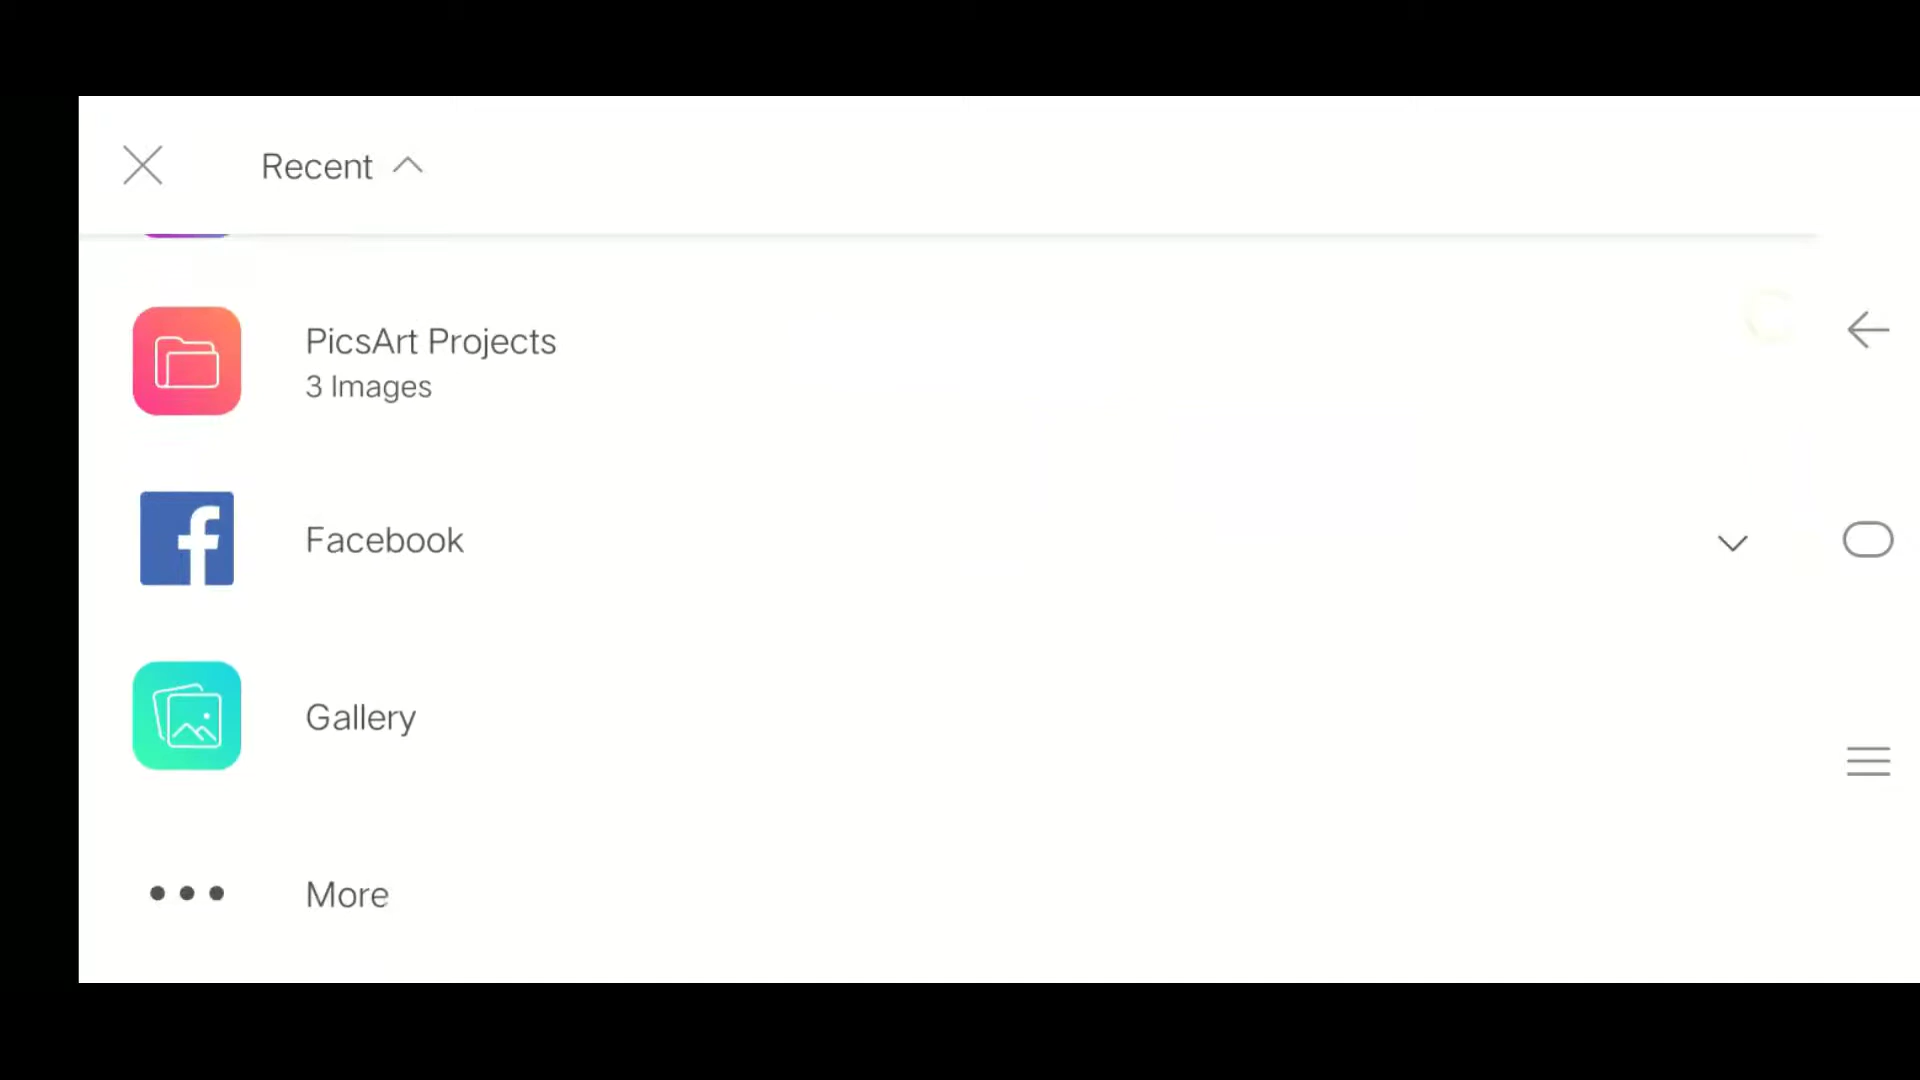 Recent
PicsArt Projects
3 Images
Facebook
Gallery
More